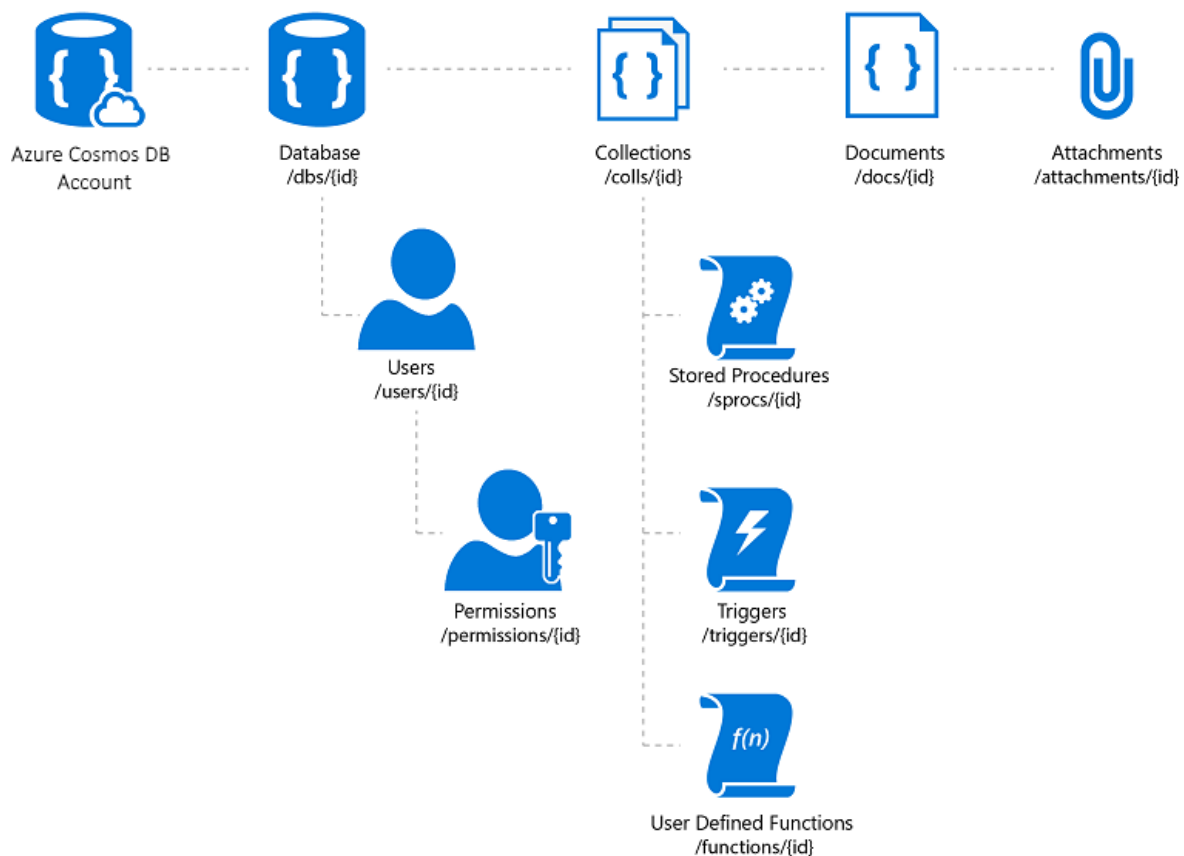 Azure Cosmos DB
Account
Database
/dbs/{id}
Collections
/colls/{id}
Documents
/docs/{id}
Attachments
/attachments/{id}
Users
/users/{id}
Stored Procedures
/sprocs/{id}
Permissions
/permissions/{id}
Triggers
/triggers/{id}
f(n)
User Defined Functions
/functions/{id}